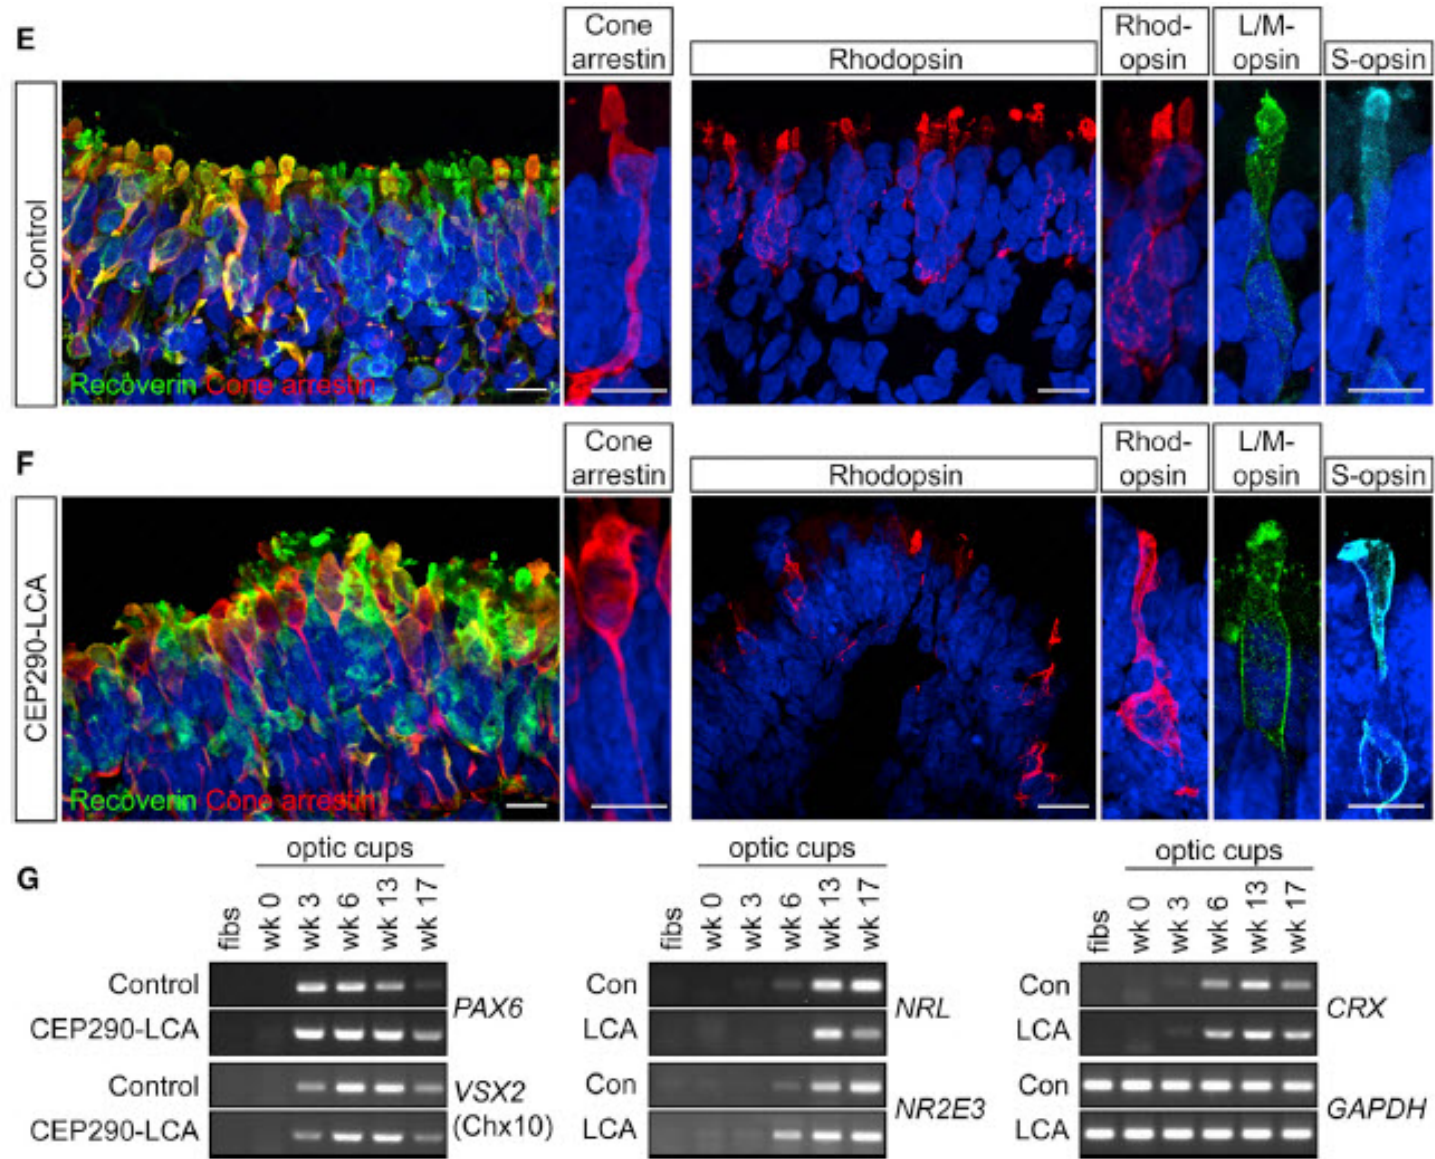 E
Cone
arrestin
Rhodopsin
Rhod-
opsin
L/M-
opsin
S-opsin
Control
Recoverin Cone arrestin
F
Cone
arrestin
Rhodopsin
Rhod-
opsin
L/M-
opsin
S-opsin
CEP290-LCA
Recoverin Cone arrestin
G
optic cups
fibs wk 0 wk 3 wk 6 wk 13 wk 17
Control
CEP290-LCA
PAX6
Control
CEP290-LCA
VSX2
(Chx10)
optic cups
fibs wk 0 wk 3 wk 6 wk 13 wk 17
Con
LCA
NRL
Con
LCA
NR2E3
optic cups
fibs wk 0 wk 3 wk 6 wk 13 wk 17
Con
LCA
CRX
Con
LCA
GAPDH